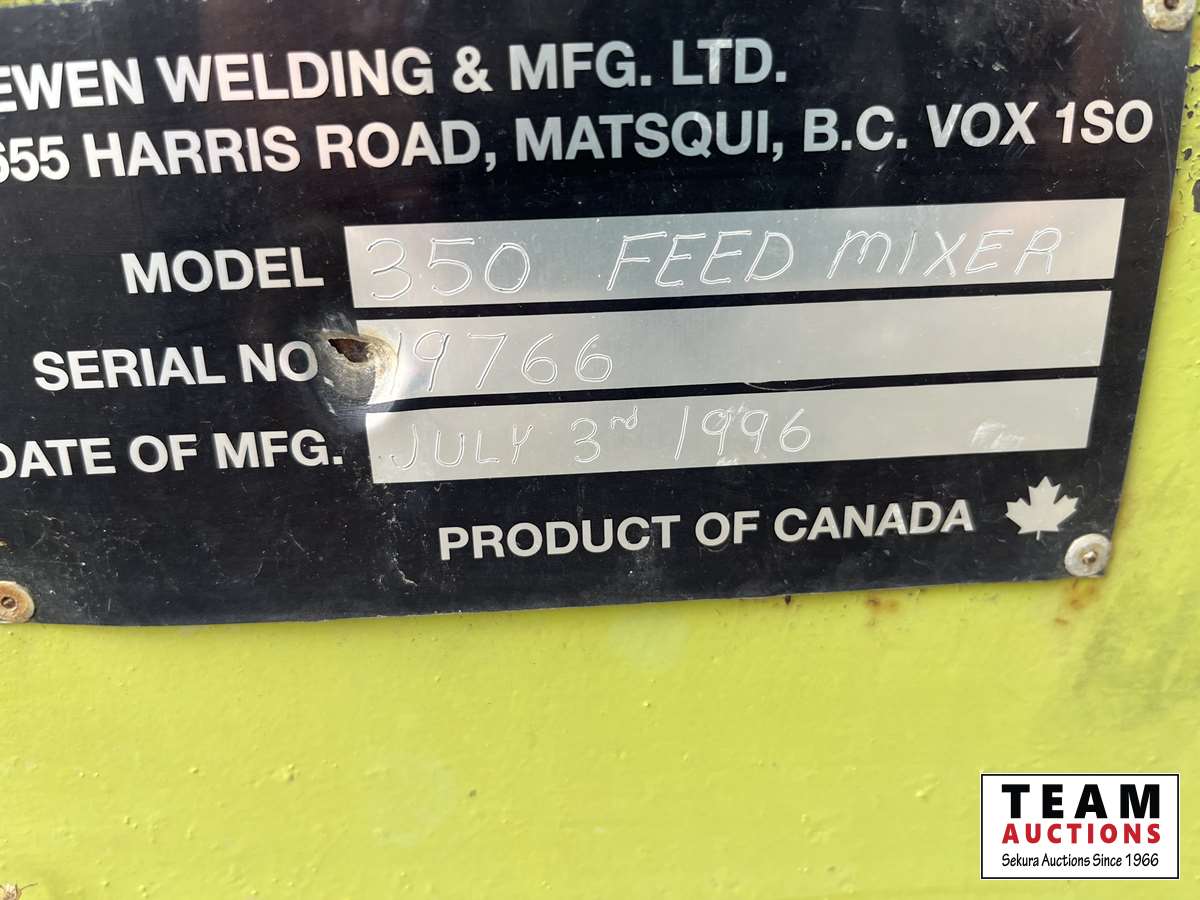 EWEN WELDING & MFG. LTD.
655 HARRIS ROAD, MATSQUI, B.C. VOX 1SO
MODEL 350 FEED MIXER
SERIAL NO. 19766
DATE OF MFG. JULY 3rd 1996
PRODUCT OF CANADA
TEAM
AUCTIONS
Sekura Auctions Since 1966